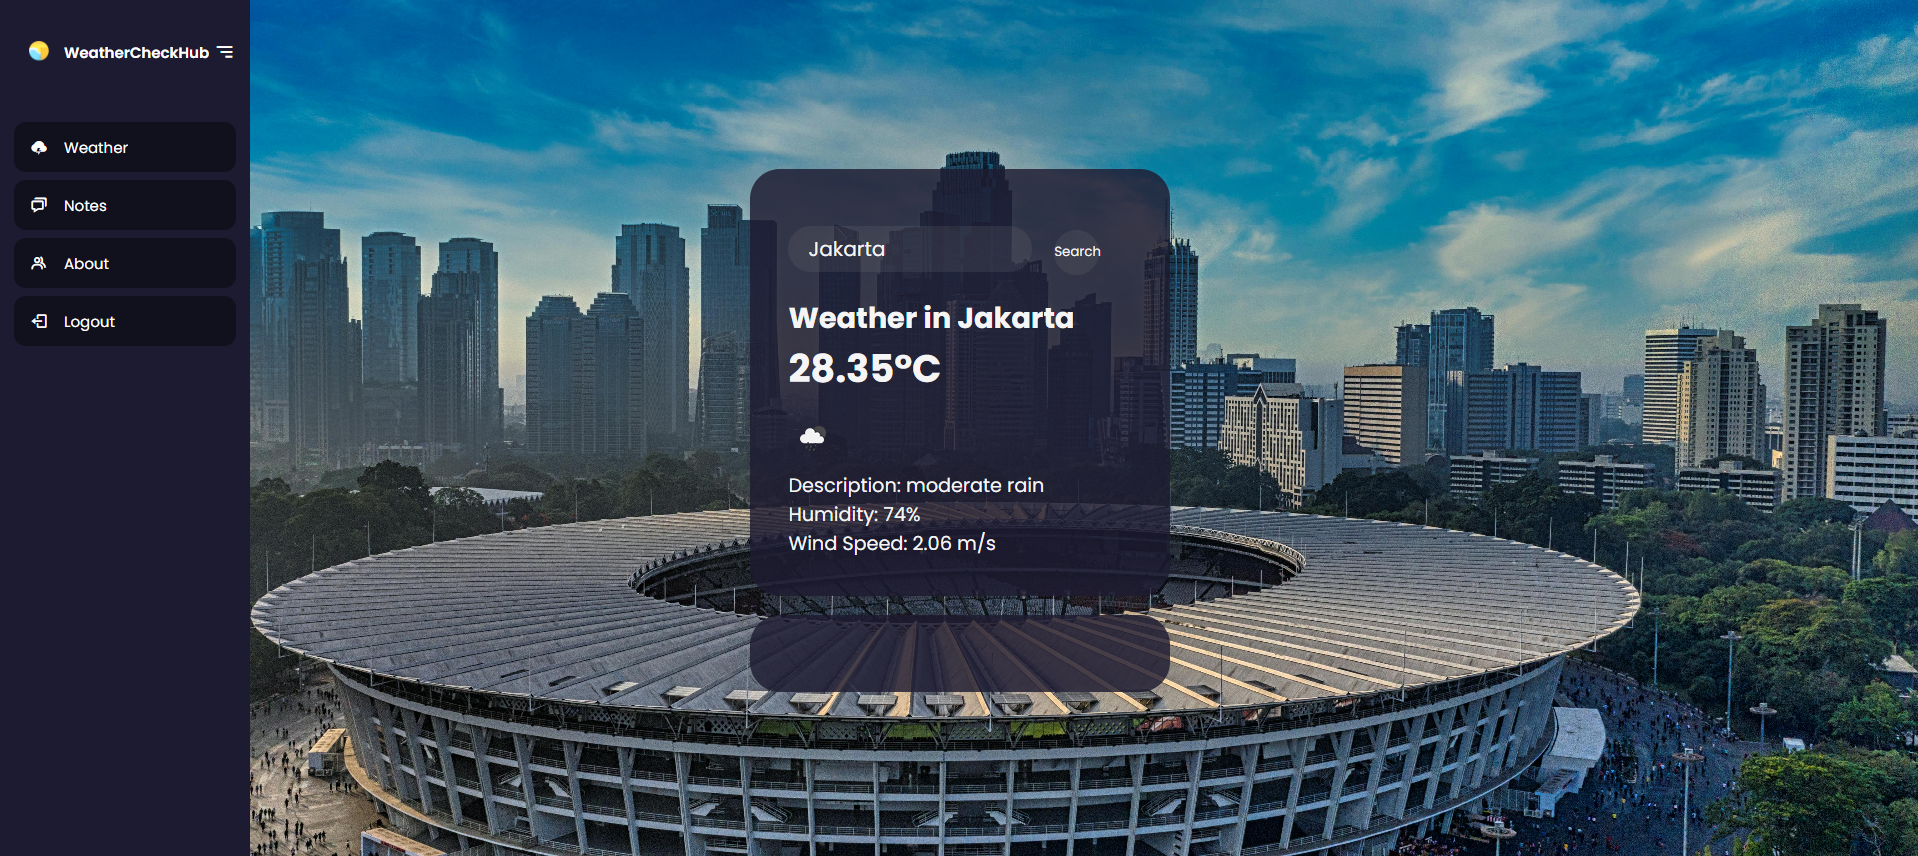 WeatherCheckHub
Weather
Notes
About
Logout
Jakarta
Search
Weather in Jakarta
28.35°C
Description: moderate rain
Humidity: 74%
Wind Speed: 2.06 m/s